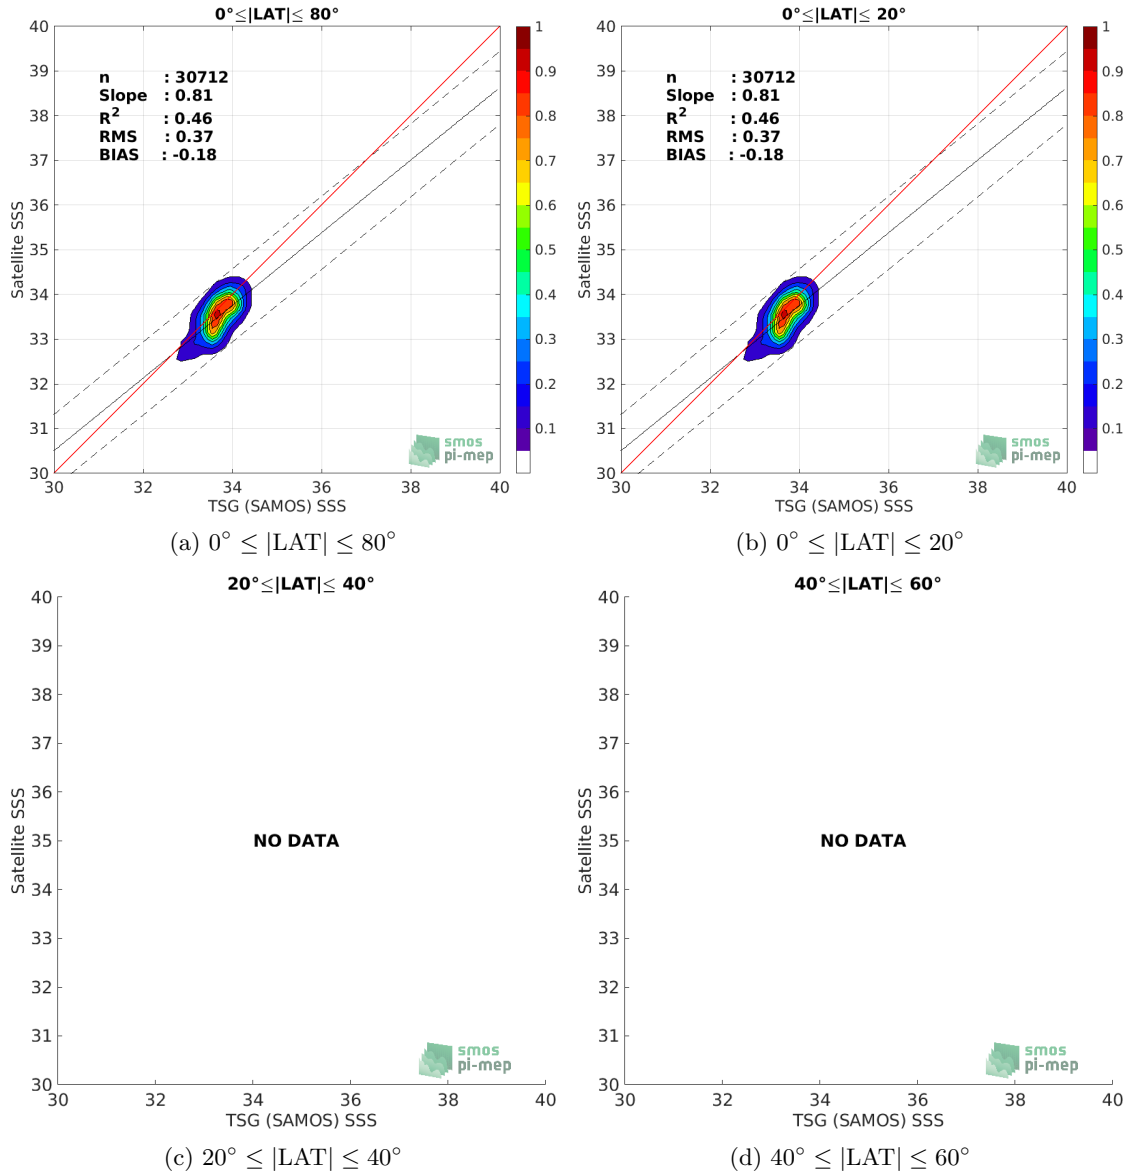 0°≤|LAT|≤ 80°
40
39
38
37
36
35
34
33
32
31
30
Satellite SSS
n : 30712
Slope : 0.81
R² : 0.46
RMS : 0.37
BIAS : -0.18
1
0.9
0.8
0.7
0.6
0.5
0.4
0.3
0.2
0.1
smos
pi-mep
30 32 34 36 38 40
TSG (SAMOS) SSS
(a) 0° ≤ |LAT| ≤ 80°
0°≤|LAT|≤ 20°
40
39
38
37
36
35
34
33
32
31
30
Satellite SSS
n : 30712
Slope : 0.81
R² : 0.46
RMS : 0.37
BIAS : -0.18
1
0.9
0.8
0.7
0.6
0.5
0.4
0.3
0.2
0.1
smos
pi-mep
30 32 34 36 38 40
TSG (SAMOS) SSS
(b) 0° ≤ |LAT| ≤ 20°
20°≤|LAT|≤ 40°
40
39
38
37
36
35
34
33
32
31
30
Satellite SSS
NO DATA
smos
pi-mep
30 32 34 36 38 40
TSG (SAMOS) SSS
(c) 20° ≤ |LAT| ≤ 40°
40°≤|LAT|≤ 60°
40
39
38
37
36
35
34
33
32
31
30
Satellite SSS
NO DATA
smos
pi-mep
30 32 34 36 38 40
TSG (SAMOS) SSS
(d) 40° ≤ |LAT| ≤ 60°